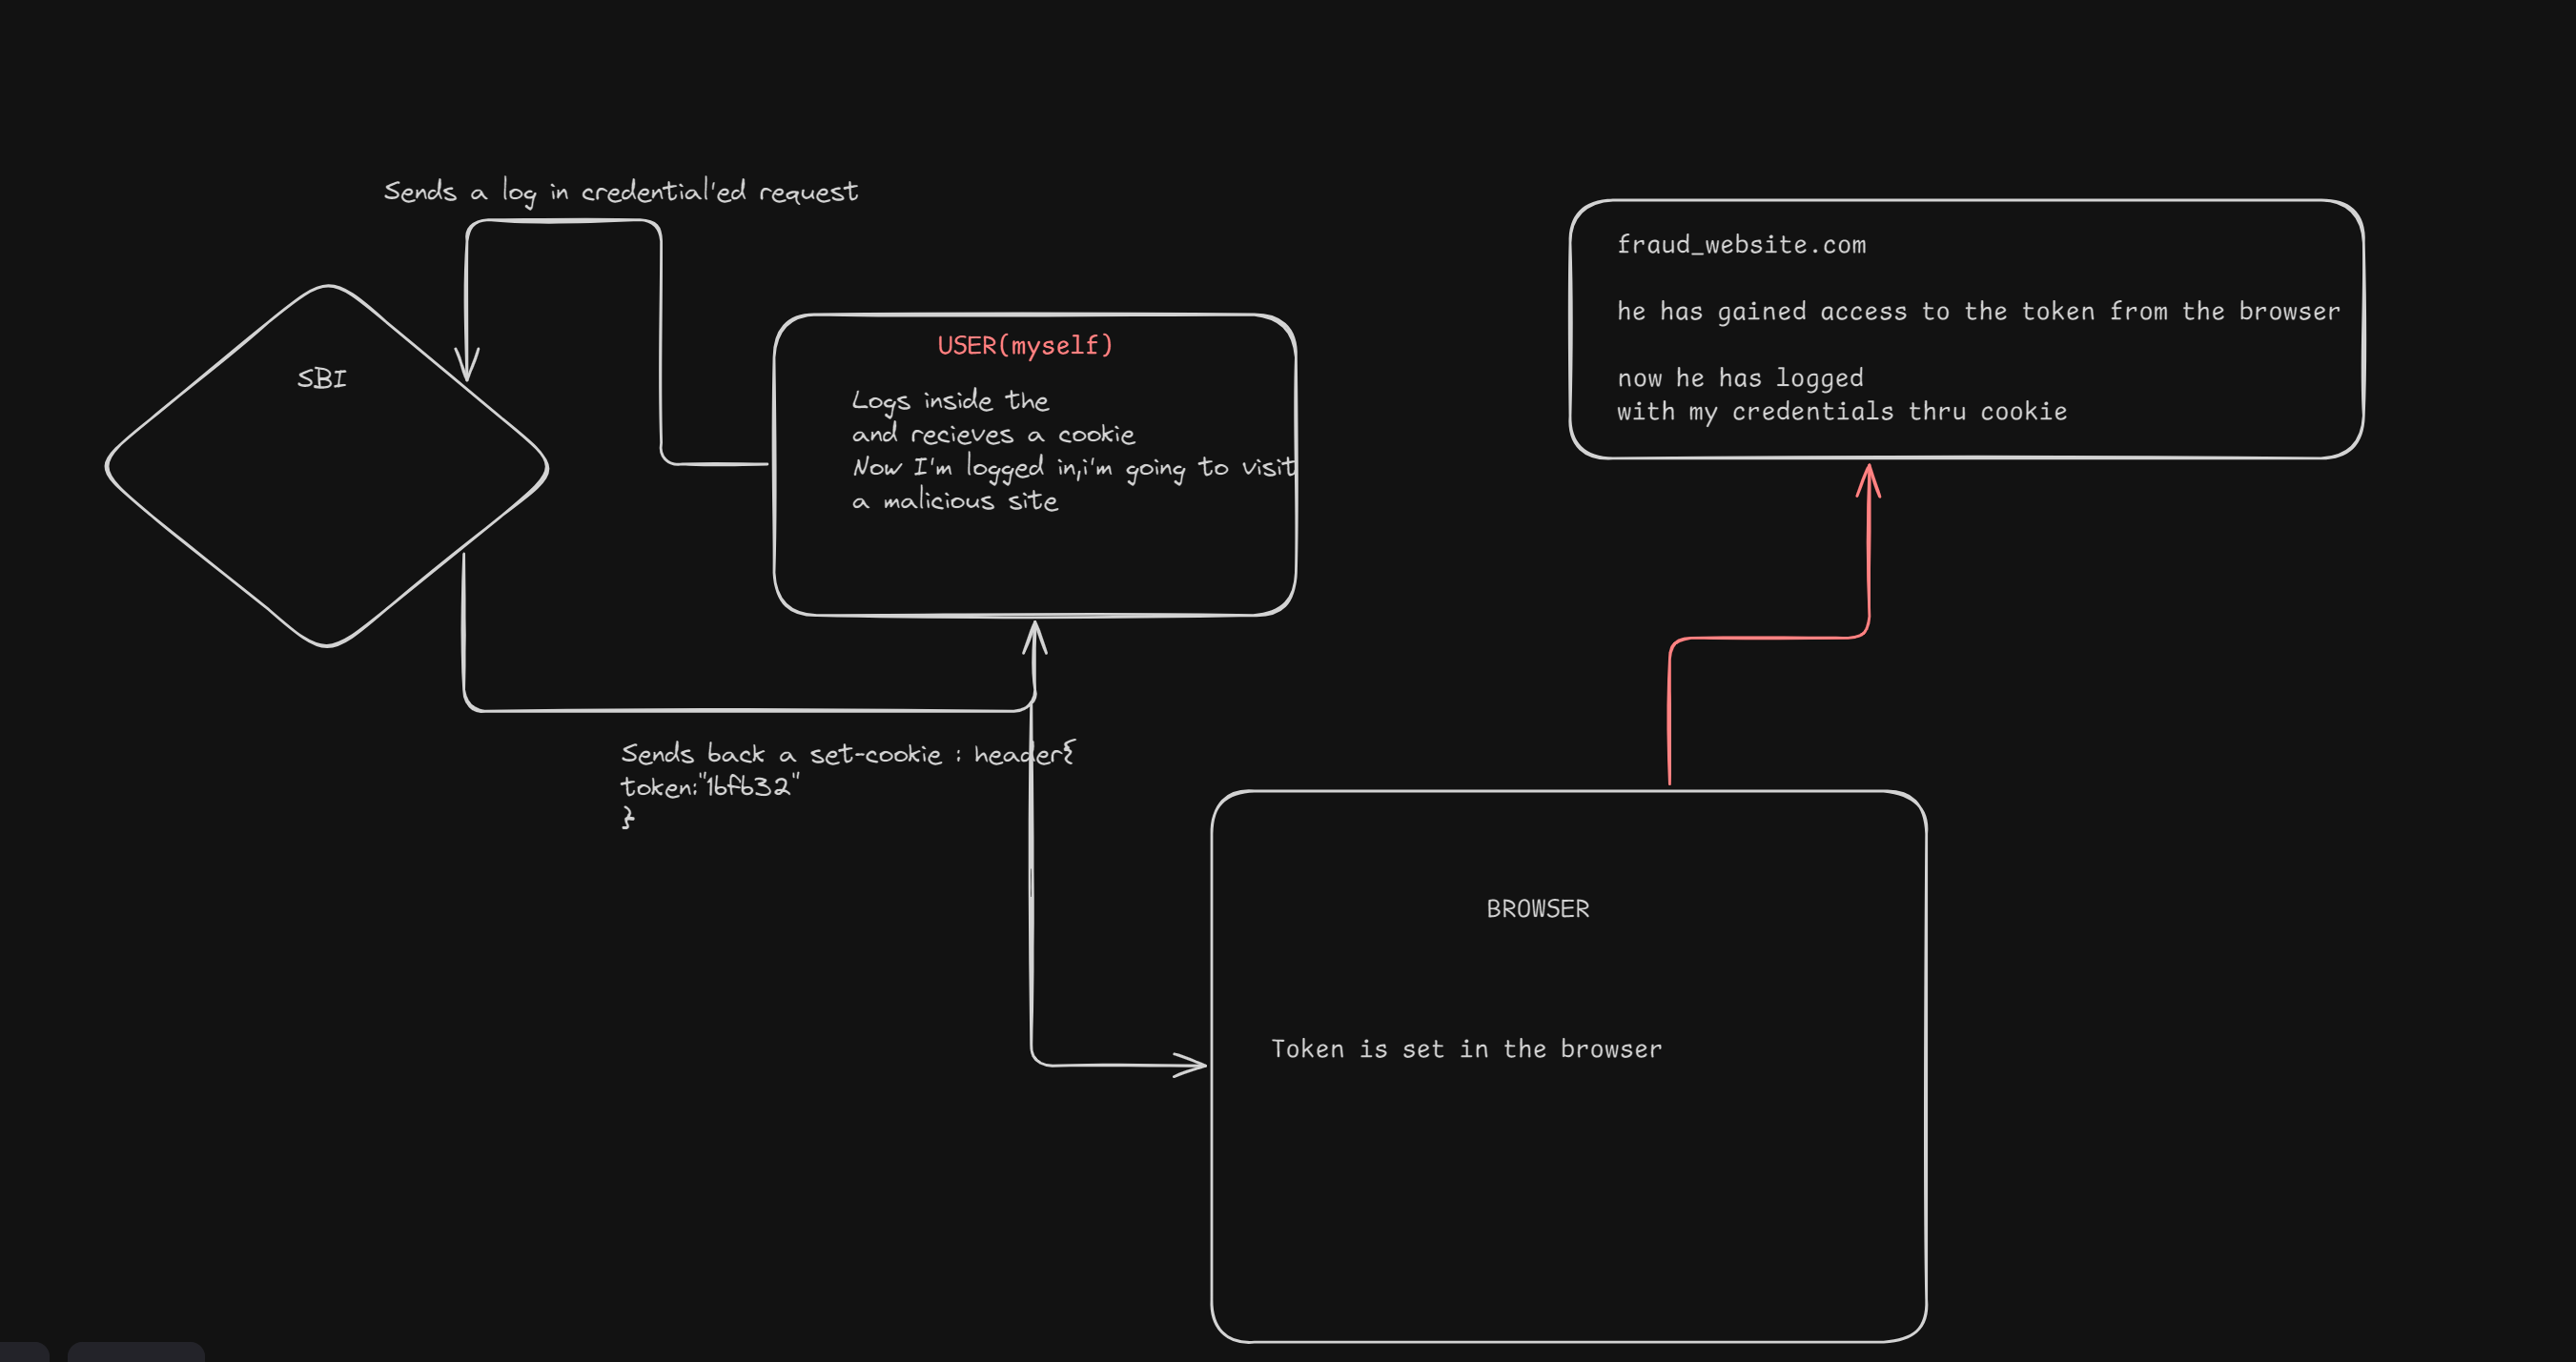 Sends a log in credential'ed request
SBI
USER(myself)
Logs inside the
and recieves a cookie
Now I'm logged in,i'm going to visit
a malicious site
fraud_website.com
he has gained access to the token from the browser
now he has logged
with my credentials thru cookie
Sends back a set-cookie : header{
token:"1bfb32"
}
BROWSER
Token is set in the browser